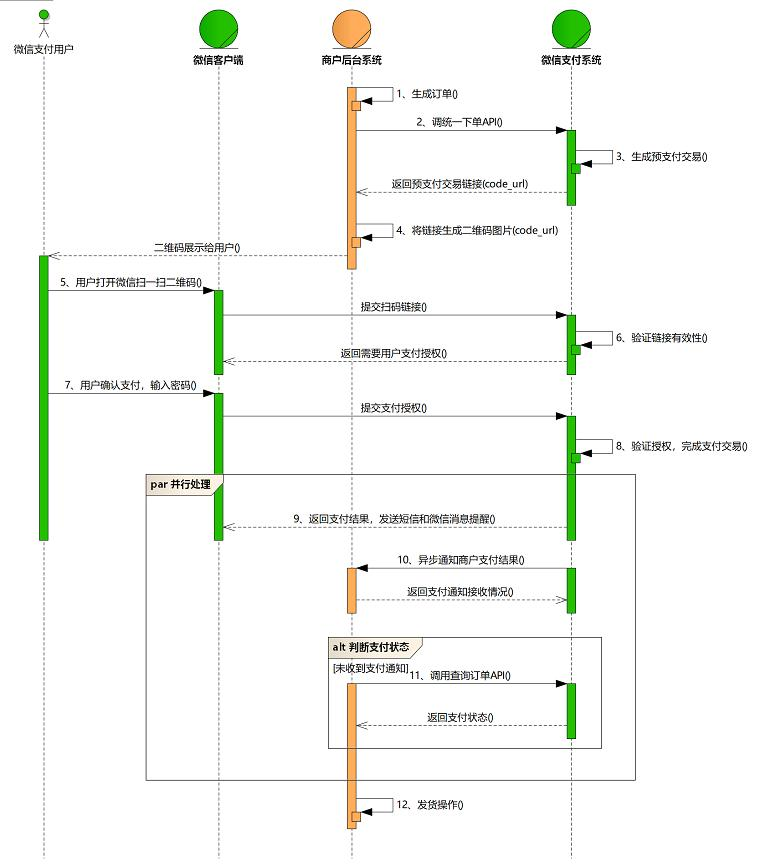 微信支付用户
微信客户端
商户后台系统
微信支付系统
1、生成订单()
2、调统一下单API()
3、生成预支付交易()
返回预支付交易链接(code_url)
4、将链接生成二维码图片(code_url)
二维码展示给用户()
5、用户打开微信扫一扫二维码()
提交扫码链接()
6、验证链接有效性()
返回需要用户支付授权()
7、用户确认支付，输入密码()
提交支付授权()
8、验证授权，完成支付交易()
par 并行处理
9、返回支付结果，发送短信和微信消息提醒()
10、异步通知商户支付结果()
返回支付通知接收情况()
alt 判断支付状态
[未收到支付通知]
11、调用查询订单API()
返回支付状态()
12、发货操作()